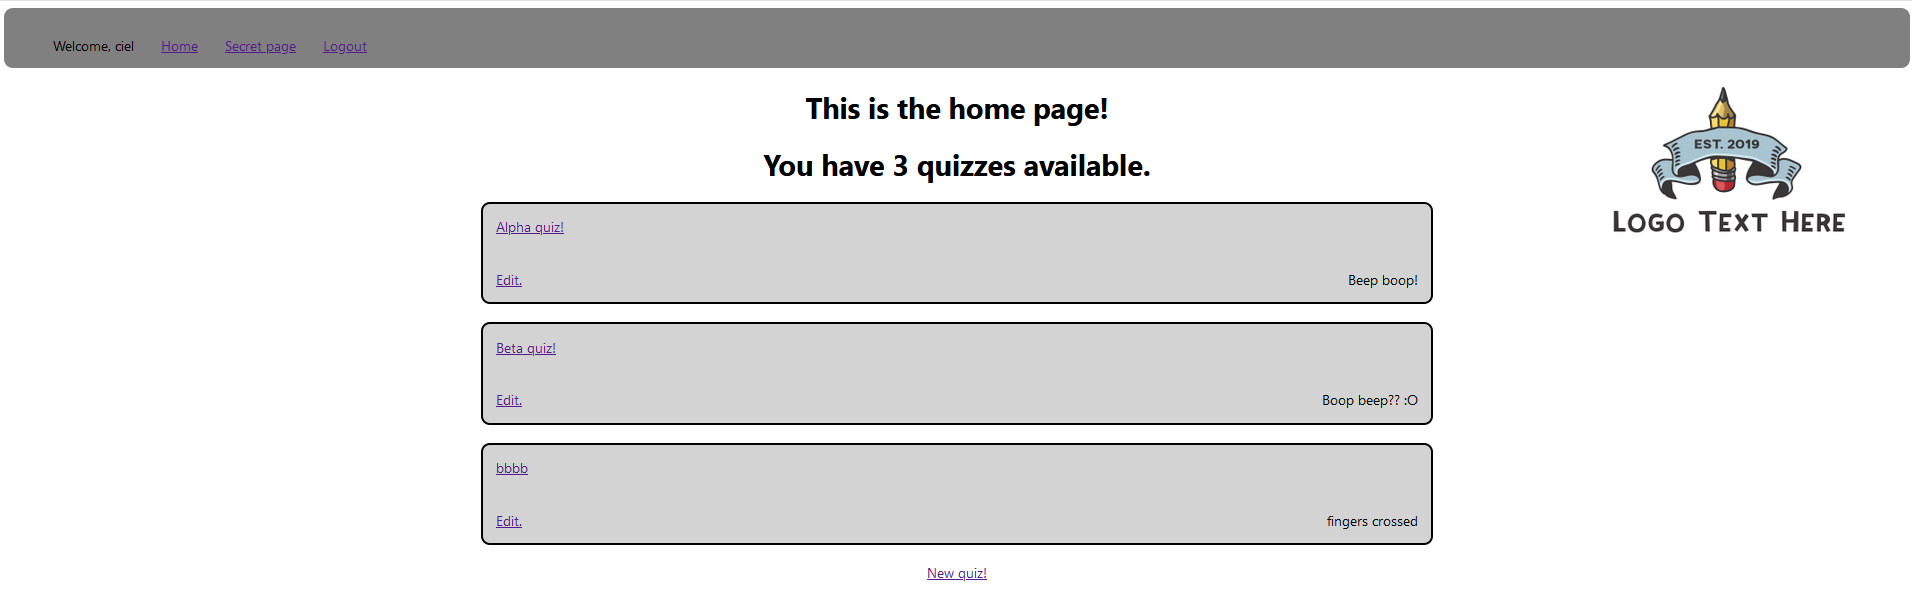 Welcome, ciel Home Secret page Logout
This is the home page!
You have 3 quizzes available.
EST. 2019
Logo Text Here
Alpha quiz!
Edit. Beep boop!
Beta quiz!
Edit. Boop beep?? :O
bbbb
Edit. fingers crossed
New quiz!